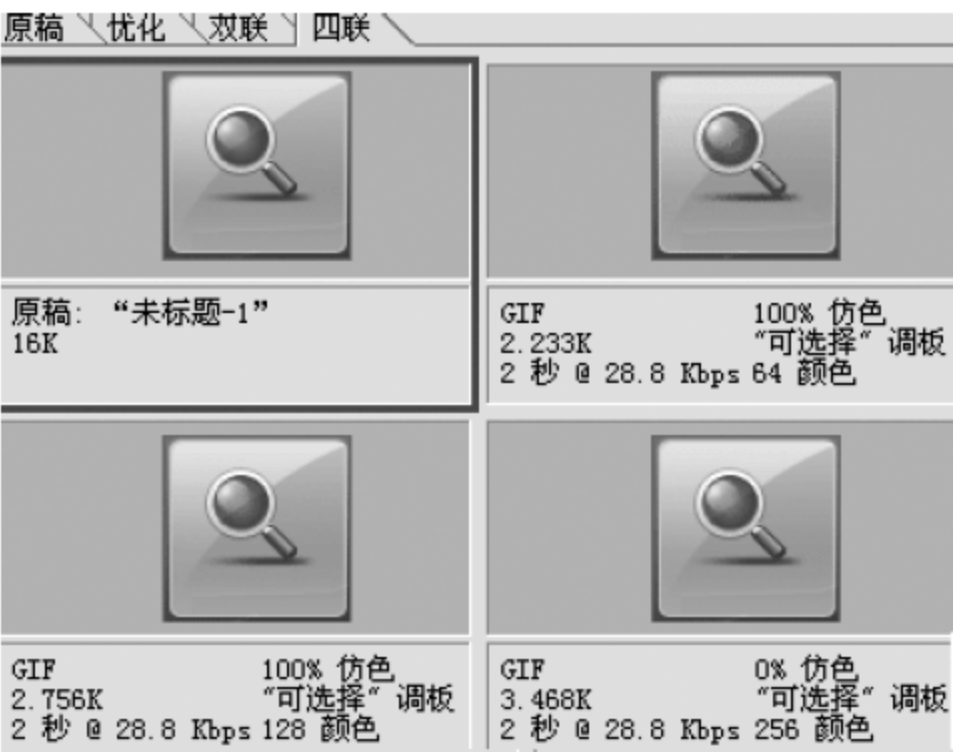 原稿 优化 双联 四联
原稿: “未标题-1”
16K
GIF 100% 仿色
2.233K “可选择” 调板
2 秒 @ 28.8 Kbps 64 颜色
GIF 100% 仿色
2.756K “可选择” 调板
2 秒 @ 28.8 Kbps 128 颜色
GIF 0% 仿色
3.468K “可选择” 调板
2 秒 @ 28.8 Kbps 256 颜色